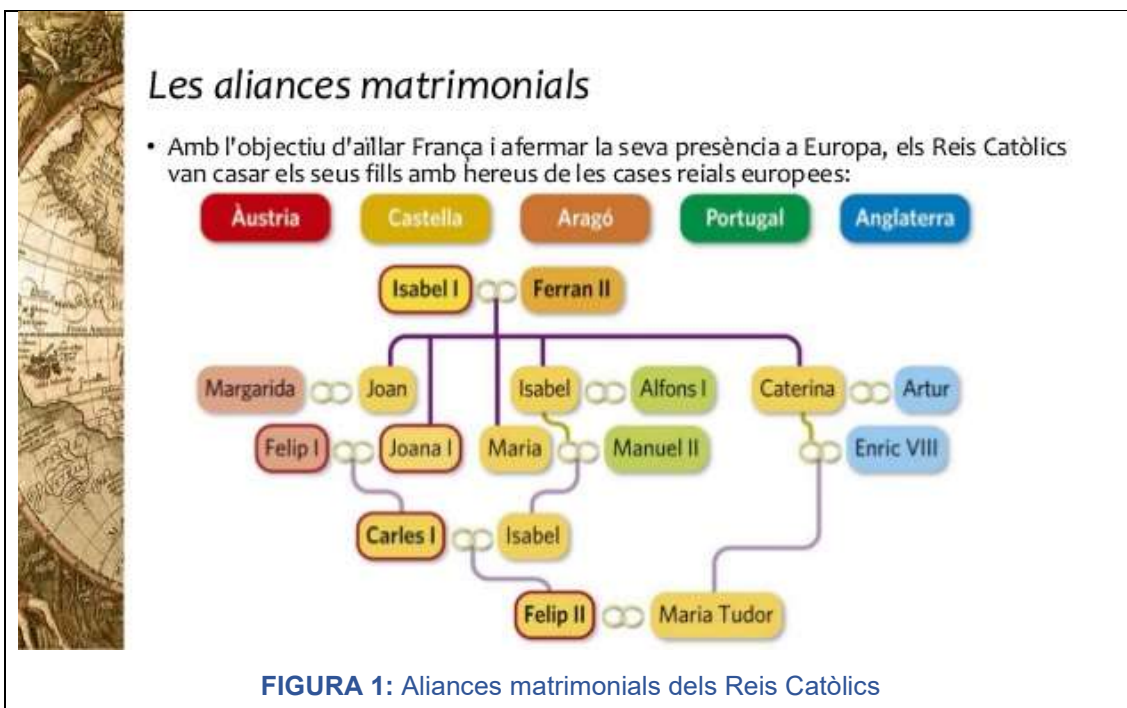 Les aliances matrimonials
• Amb l'objectiu d'aïllar França i afermar la seva presència a Europa, els Reis Catòlics
van casar els seus fills amb hereus de les cases reials europees:
Àustria Castella Aragó Portugal Anglaterra
Isabel I Ferran II
Margarida Joan Isabel Alfons I Caterina Artur
Felip I Joana I Maria Manuel II Enric VIII
Carles I Isabel
Felip II Maria Tudor
FIGURA 1: Aliances matrimonials dels Reis Catòlics